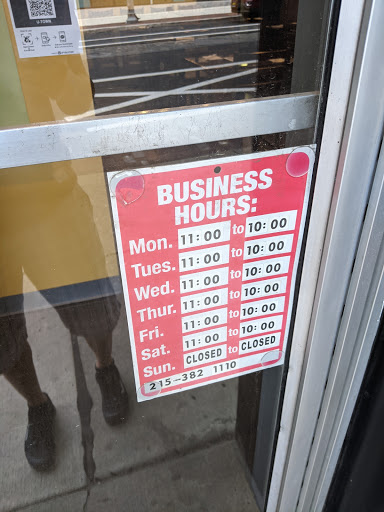 U-TOWN
BUSINESS
HOURS:
Mon. 11:00 to 10:00
Tues. 11:00 to 10:00
Wed. 11:00 to 10:00
Thur. 11:00 to 10:00
Fri. 11:00 to 10:00
Sat. 11:00 to 10:00
Sun. CLOSED to CLOSED
215-382 1110